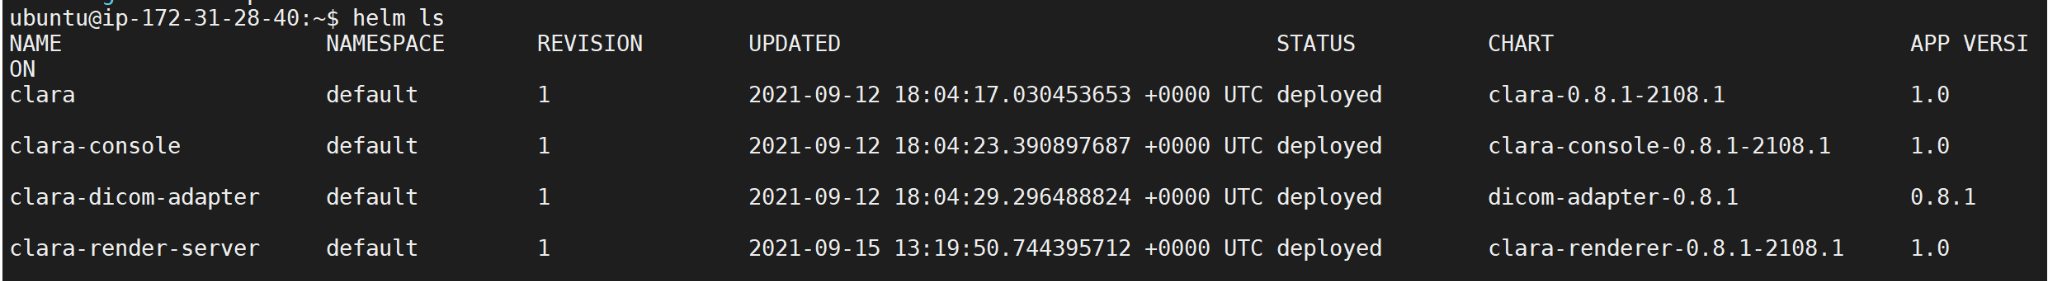 ubuntu@ip-172-31-28-40:~$ helm ls
NAME NAMESPACE REVISION UPDATED STATUS CHART APP VERSI
ON
clara default 1 2021-09-12 18:04:17.030453653 +0000 UTC deployed clara-0.8.1-2108.1 1.0
clara-console default 1 2021-09-12 18:04:23.390897687 +0000 UTC deployed clara-console-0.8.1-2108.1 1.0
clara-dicom-adapter default 1 2021-09-12 18:04:29.296488824 +0000 UTC deployed dicom-adapter-0.8.1 0.8.1
clara-render-server default 1 2021-09-15 13:19:50.744395712 +0000 UTC deployed clara-renderer-0.8.1-2108.1 1.0